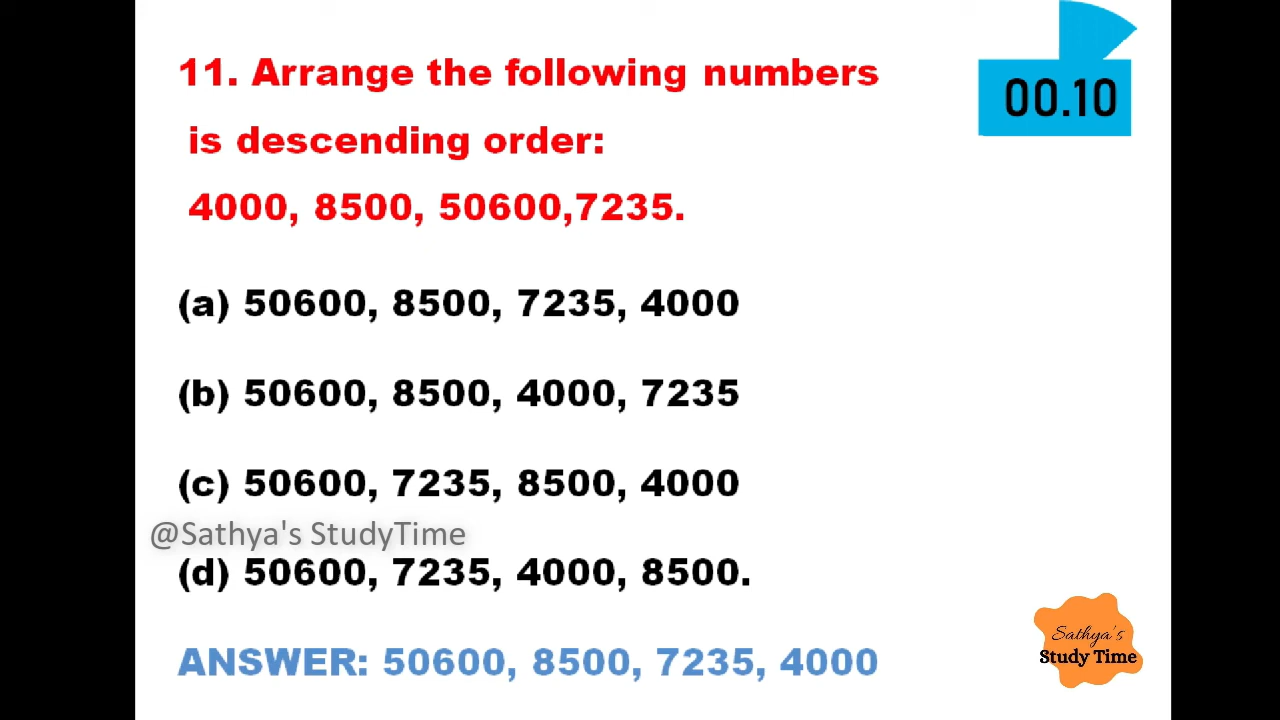 11. Arrange the following numbers
is descending order:
4000, 8500, 50600,7235.
00.10
(a) 50600, 8500, 7235, 4000
(b) 50600, 8500, 4000, 7235
(c) 50600, 7235, 8500, 4000
@Sathya's StudyTime
(d) 50600, 7235, 4000, 8500.
ANSWER: 50600, 8500, 7235, 4000
Sathya's
Study Time